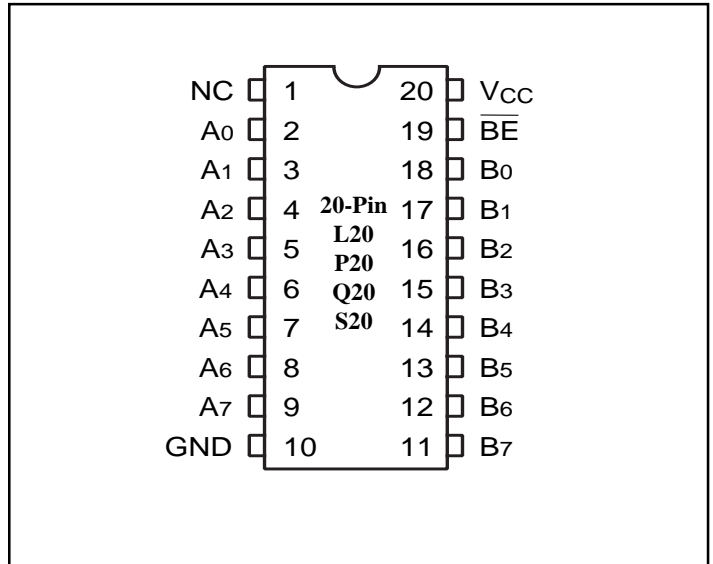 NC 1 20 VCC
A0 2 19 B̅E̅
A1 3 18 B0
A2 4 20-Pin 17 B1
L20
A3 5 16 B2
P20
A4 6 Q20 15 B3
A5 7 S20 14 B4
A6 8 13 B5
A7 9 12 B6
GND 10 11 B7